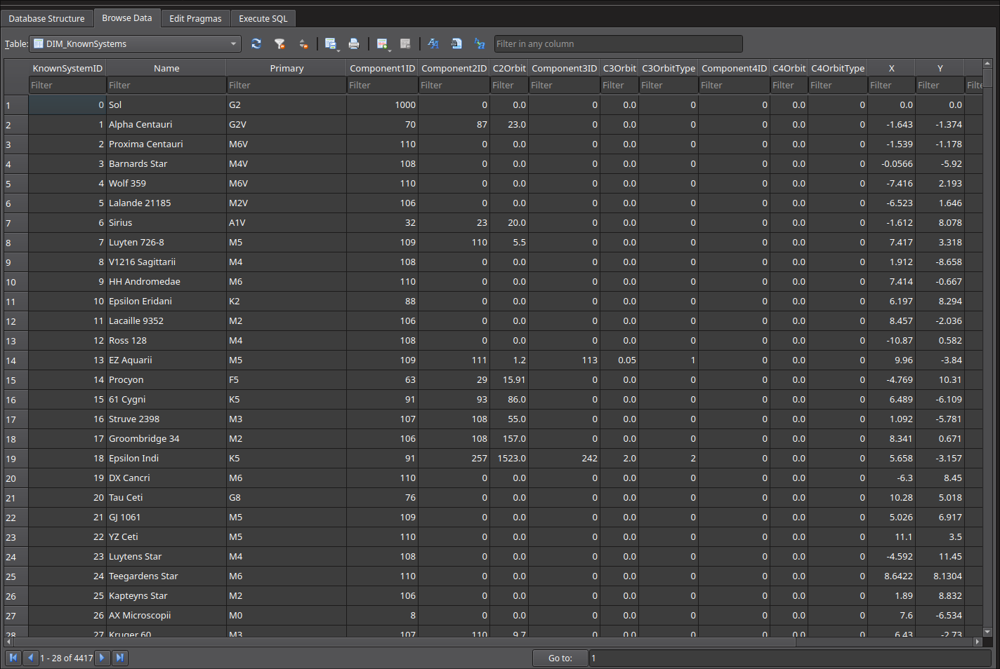 Database Structure Browse Data Edit Pragmas Execute SQL
Table: DIM_KnownSystems Filter in any column
KnownSystemID Name Primary Component1ID Component2ID C2Orbit Component3ID C3Orbit C3OrbitType Component4ID C4Orbit C4OrbitType X Y
Filter Filter Filter Filter Filter Filter Filter Filter Filter Filter Filter Filter Filter Filter Filte
1 0 Sol G2 1000 0 0.0 0 0.0 0 0 0.0 0 0.0 0.0
2 1 Alpha Centauri G2V 70 87 23.0 0 0.0 0 0 0.0 0 -1.643 -1.374
3 2 Proxima Centauri M6V 110 0 0.0 0 0.0 0 0 0.0 0 -1.539 -1.178
4 3 Barnards Star M4V 108 0 0.0 0 0.0 0 0 0.0 0 -0.0566 -5.92
5 4 Wolf 359 M6V 110 0 0.0 0 0.0 0 0 0.0 0 -7.416 2.193
6 5 Lalande 21185 M2V 106 0 0.0 0 0.0 0 0 0.0 0 -6.523 1.646
7 6 Sirius A1V 32 23 20.0 0 0.0 0 0 0.0 0 -1.612 8.078
8 7 Luyten 726-8 M5 109 110 5.5 0 0.0 0 0 0.0 0 7.417 3.318
9 8 V1216 Sagittarii M4 108 0 0.0 0 0.0 0 0 0.0 0 1.912 -8.658
10 9 HH Andromedae M6 110 0 0.0 0 0.0 0 0 0.0 0 7.414 -0.667
11 10 Epsilon Eridani K2 88 0 0.0 0 0.0 0 0 0.0 0 6.197 8.294
12 11 Lacaille 9352 M2 106 0 0.0 0 0.0 0 0 0.0 0 8.457 -2.036
13 12 Ross 128 M4 108 0 0.0 0 0.0 0 0 0.0 0 -10.87 0.582
14 13 EZ Aquarii M5 109 111 1.2 113 0.05 1 0 0.0 0 9.96 -3.84
15 14 Procyon F5 63 29 15.91 0 0.0 0 0 0.0 0 -4.769 10.31
16 15 61 Cygni K5 91 93 86.0 0 0.0 0 0 0.0 0 6.489 -6.109
17 16 Struve 2398 M3 107 108 55.0 0 0.0 0 0 0.0 0 1.092 -5.781
18 17 Groombridge 34 M2 106 108 157.0 0 0.0 0 0 0.0 0 8.341 0.671
19 18 Epsilon Indi K5 91 257 1523.0 242 2.0 2 0 0.0 0 5.658 -3.157
20 19 DX Cancri M6 110 0 0.0 0 0.0 0 0 0.0 0 -6.3 8.45
21 20 Tau Ceti G8 76 0 0.0 0 0.0 0 0 0.0 0 10.28 5.018
22 21 GJ 1061 M5 109 0 0.0 0 0.0 0 0 0.0 0 5.026 6.917
23 22 YZ Ceti M5 110 0 0.0 0 0.0 0 0 0.0 0 11.1 3.5
24 23 Luytens Star M4 108 0 0.0 0 0.0 0 0 0.0 0 -4.592 11.45
25 24 Teegardens Star M6 110 0 0.0 0 0.0 0 0 0.0 0 8.6422 8.1304
26 25 Kapteyns Star M2 106 0 0.0 0 0.0 0 0 0.0 0 1.89 8.832
27 26 AX Microscopii M0 8 0 0.0 0 0.0 0 0 0.0 0 7.6 -6.534
28 27 Kruger 60 M3 107 110 9.7 0 0.0 0 0 0.0 0 6.43 -2.73
1 - 28 of 4417 Go to: 1